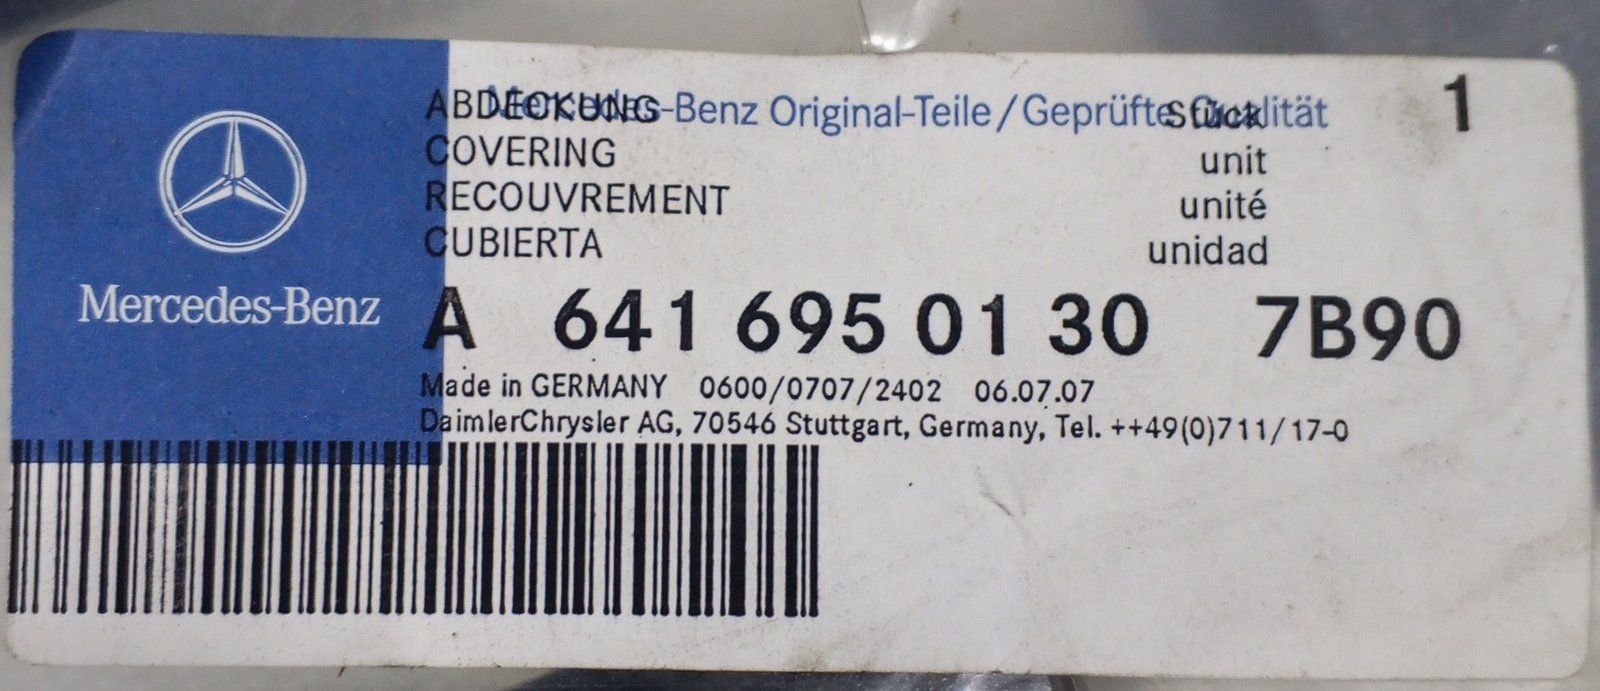 Mercedes-Benz Original-Teile/Geprüfte Qualität
ABDECKUNG Stück 1
COVERING unit
RECOUVREMENT unité
CUBIERTA unidad
Mercedes-Benz
A 641 695 01 30 7B90
Made in GERMANY 0600/0707/2402 06.07.07
DaimlerChrysler AG, 70546 Stuttgart, Germany, Tel. ++49(0)711/17-0